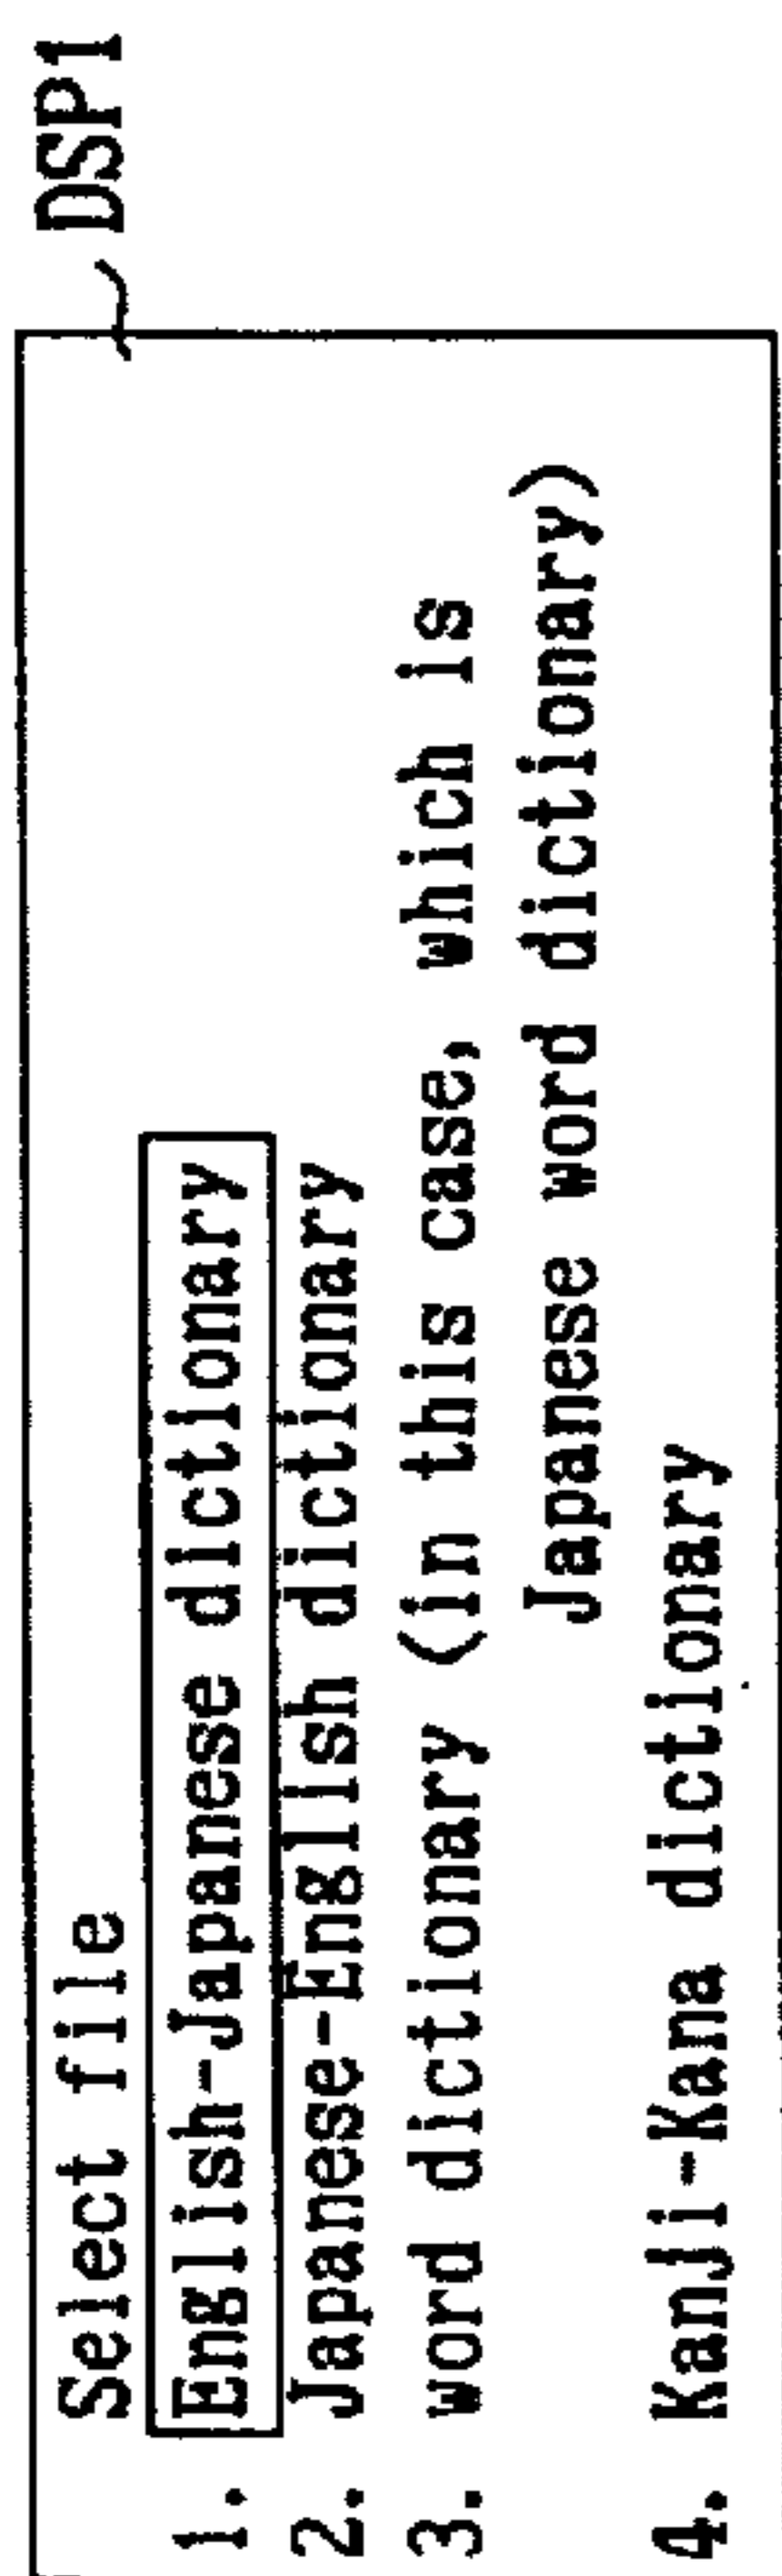 DSP1
Select file
1. English-Japanese dictionary
2. Japanese-English dictionary
3. word dictionary (in this case, which is
Japanese word dictionary)
4. Kanji-Kana dictionary